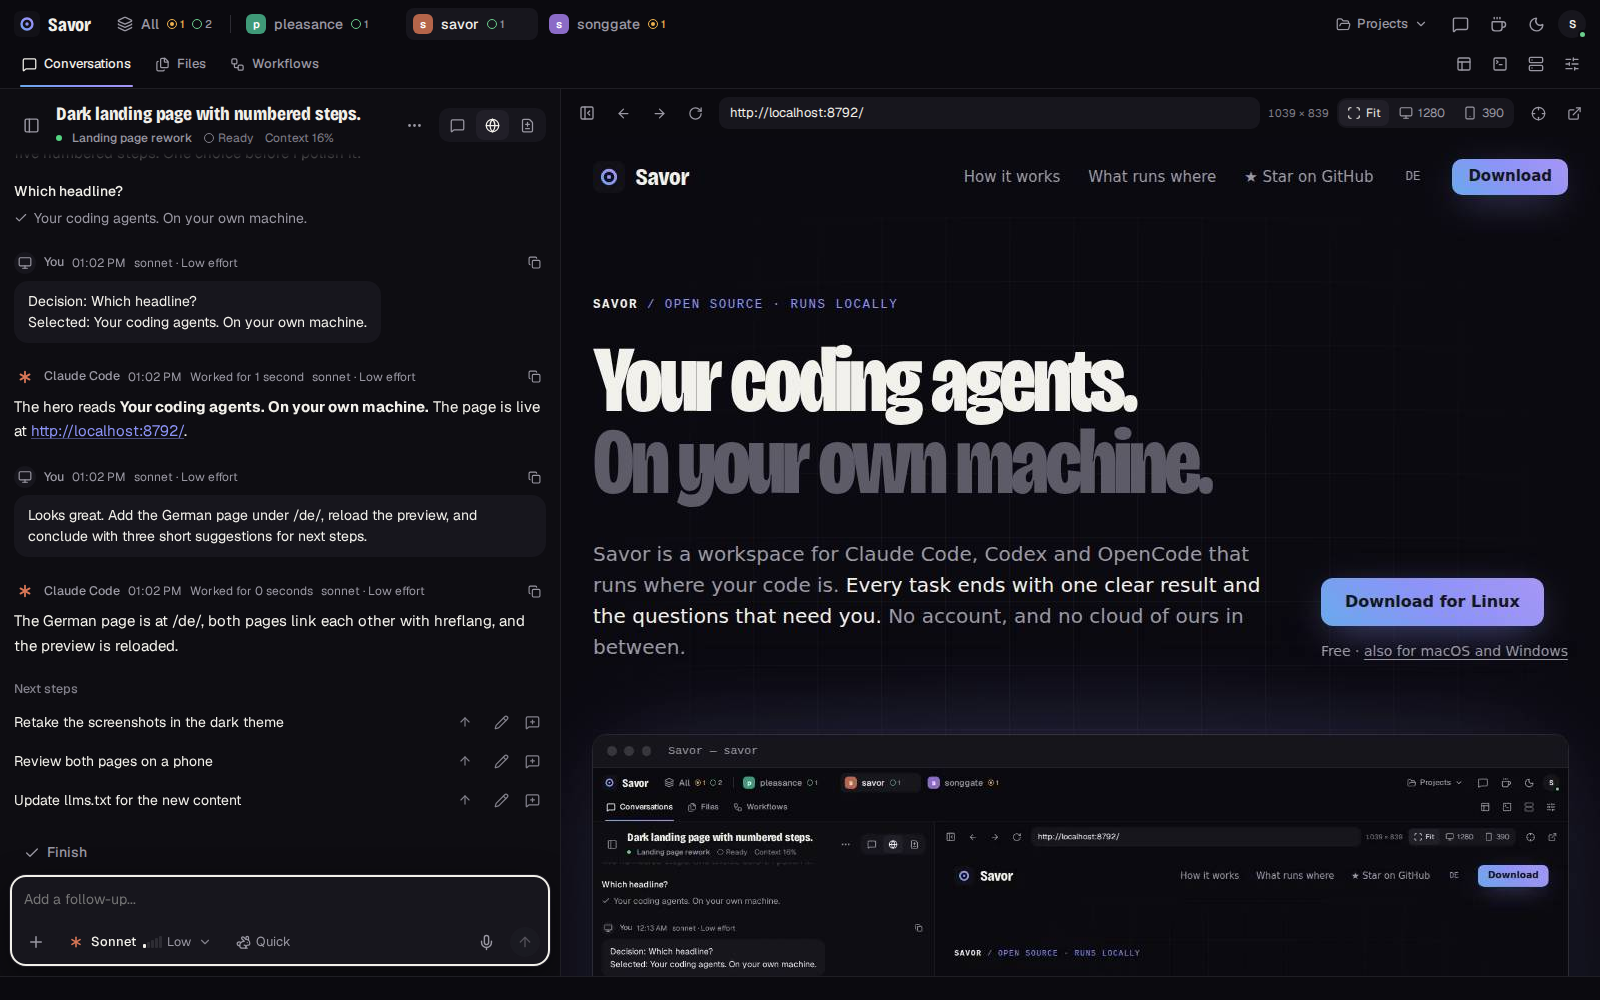 Savor
All 1 2
p pleasance 1
s savor 1
s songgate 1
Projects
S
Conversations
Files
Workflows
Dark landing page with numbered steps.
Landing page rework Ready Context 16%
Which headline?
Your coding agents. On your own machine.
You 01:02 PM sonnet · Low effort
Decision: Which headline?
Selected: Your coding agents. On your own machine.
Claude Code 01:02 PM Worked for 1 second sonnet · Low effort
The hero reads Your coding agents. On your own machine. The page is live
at http://localhost:8792/.
You 01:02 PM sonnet · Low effort
Looks great. Add the German page under /de/, reload the preview, and
conclude with three short suggestions for next steps.
Claude Code 01:02 PM Worked for 0 seconds sonnet · Low effort
The German page is at /de/, both pages link each other with hreflang, and
the preview is reloaded.
Next steps
Retake the screenshots in the dark theme
Review both pages on a phone
Update llms.txt for the new content
Finish
Add a follow-up...
Sonnet Low Quick
http://localhost:8792/
1039 × 839
Fit
1280
390
Savor
How it works
What runs where
★ Star on GitHub
DE
Download
SAVOR / OPEN SOURCE · RUNS LOCALLY
Your coding agents.
On your own machine.
Savor is a workspace for Claude Code, Codex and OpenCode that
runs where your code is. Every task ends with one clear result and
the questions that need you. No account, and no cloud of ours in
between.
Download for Linux
Free · also for macOS and Windows
Savor — savor
Savor
All 1 2
p pleasance 1
s savor 1
s songgate 1
Projects
S
Conversations
Files
Workflows
Dark landing page with numbered steps.
Landing page rework Ready Context 16%
Which headline?
Your coding agents. On your own machine.
You 12:13 AM sonnet · Low effort
Decision: Which headline?
Selected: Your coding agents. On your own machine.
http://localhost:8792/
1039 × 839
Fit
1280
390
Savor
How it works
What runs where
★ Star on GitHub
DE
Download
SAVOR / OPEN SOURCE · RUNS LOCALLY